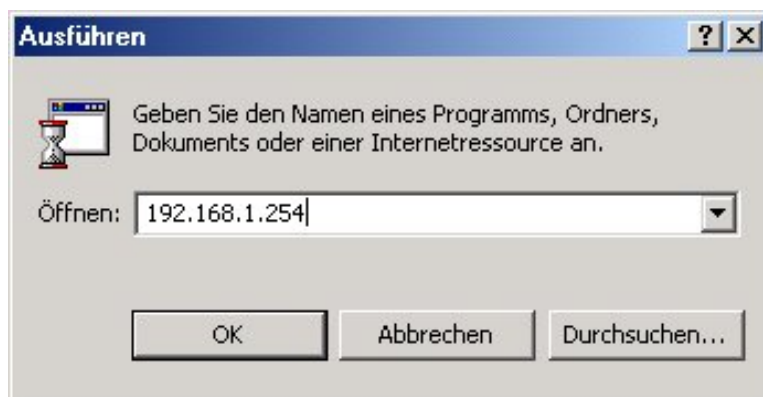 Ausführen
?
Geben Sie den Namen eines Programms, Ordners,
Dokuments oder einer Internetressource an.
Öffnen: 192.168.1.254
OK Abbrechen Durchsuchen...